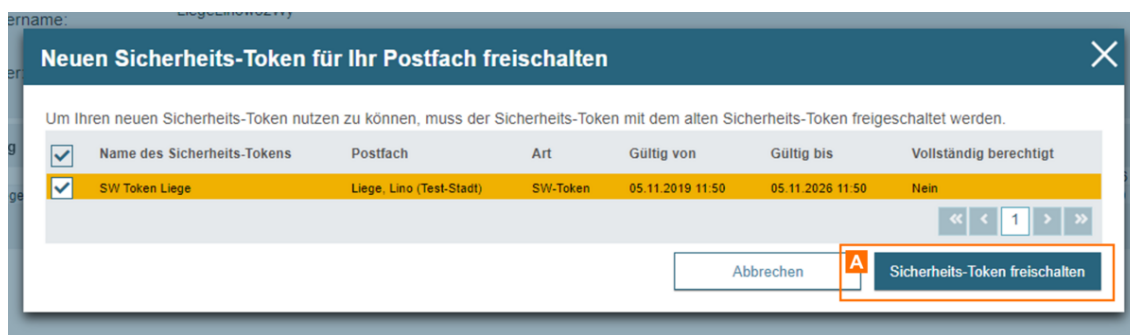 ername:
Neuen Sicherheits-Token für Ihr Postfach freischalten
Um Ihren neuen Sicherheits-Token nutzen zu können, muss der Sicherheits-Token mit dem alten Sicherheits-Token freigeschaltet werden.
Name des Sicherheits-Tokens Postfach Art Gültig von Gültig bis Vollständig berechtigt
SW Token Liege Liege, Lino (Test-Stadt) SW-Token 05.11.2019 11:50 05.11.2026 11:50 Nein
« < 1 > »
Abbrechen A Sicherheits-Token freischalten